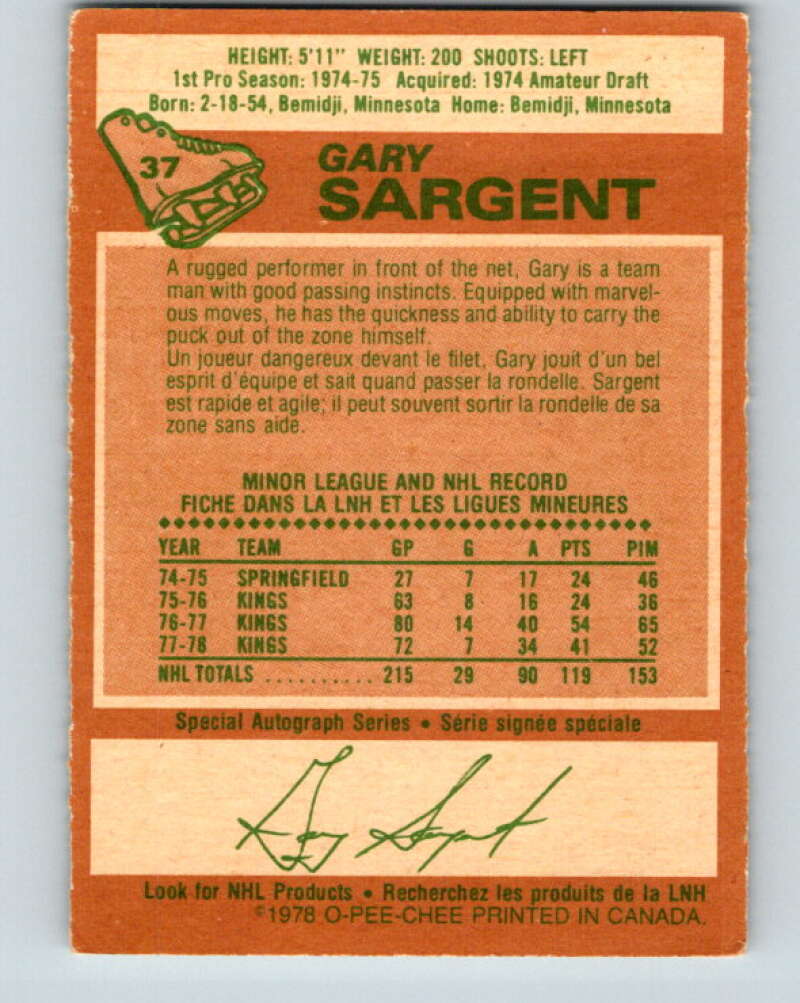 HEIGHT: 5'11" WEIGHT: 200 SHOOTS: LEFT
1st Pro Season: 1974-75 Acquired: 1974 Amateur Draft
Born: 2-18-54, Bemidji, Minnesota Home: Bemidji, Minnesota
37
GARY
SARGENT
A rugged performer in front of the net, Gary is a team
man with good passing instincts. Equipped with marvel-
ous moves, he has the quickness and ability to carry the
puck out of the zone himself.
Un joueur dangereux devant le filet, Gary jouit d'un bel
esprit d'équipe et sait quand passer la rondelle. Sargent
est rapide et agile; il peut souvent sortir la rondelle de sa
zone sans aide.
MINOR LEAGUE AND NHL RECORD
FICHE DANS LA LNH ET LES LIGUES MINEURES
YEAR TEAM GP G A PTS PIM
74-75 SPRINGFIELD 27 7 17 24 46
75-76 KINGS 63 8 16 24 36
76-77 KINGS 80 14 40 54 65
77-78 KINGS 72 7 34 41 52
NHL TOTALS .......... 215 29 90 119 153
Special Autograph Series • Série signée spéciale
Gary Sargent
Look for NHL Products • Recherchez les produits de la LNH
©1978 O-PEE-CHEE PRINTED IN CANADA.